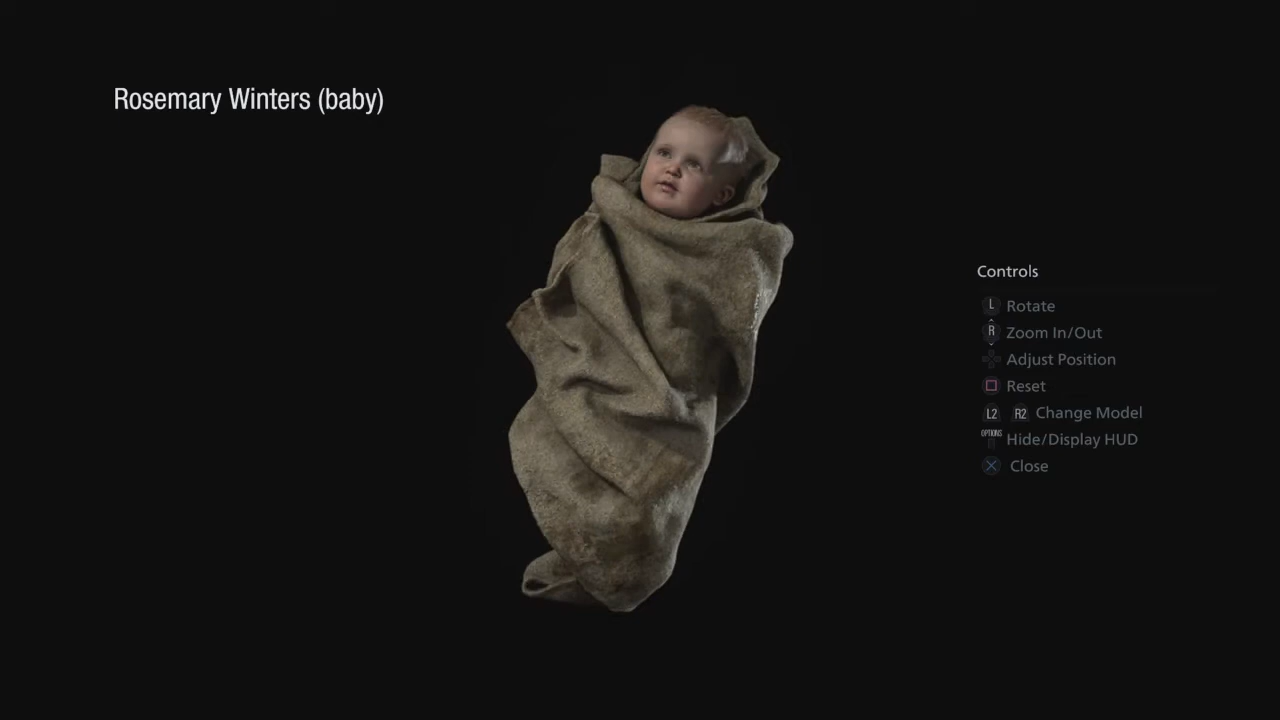 Rosemary Winters (baby)
Controls
L Rotate
R Zoom In/Out
Adjust Position
Reset
L2 R2 Change Model
OPTIONS Hide/Display HUD
Close